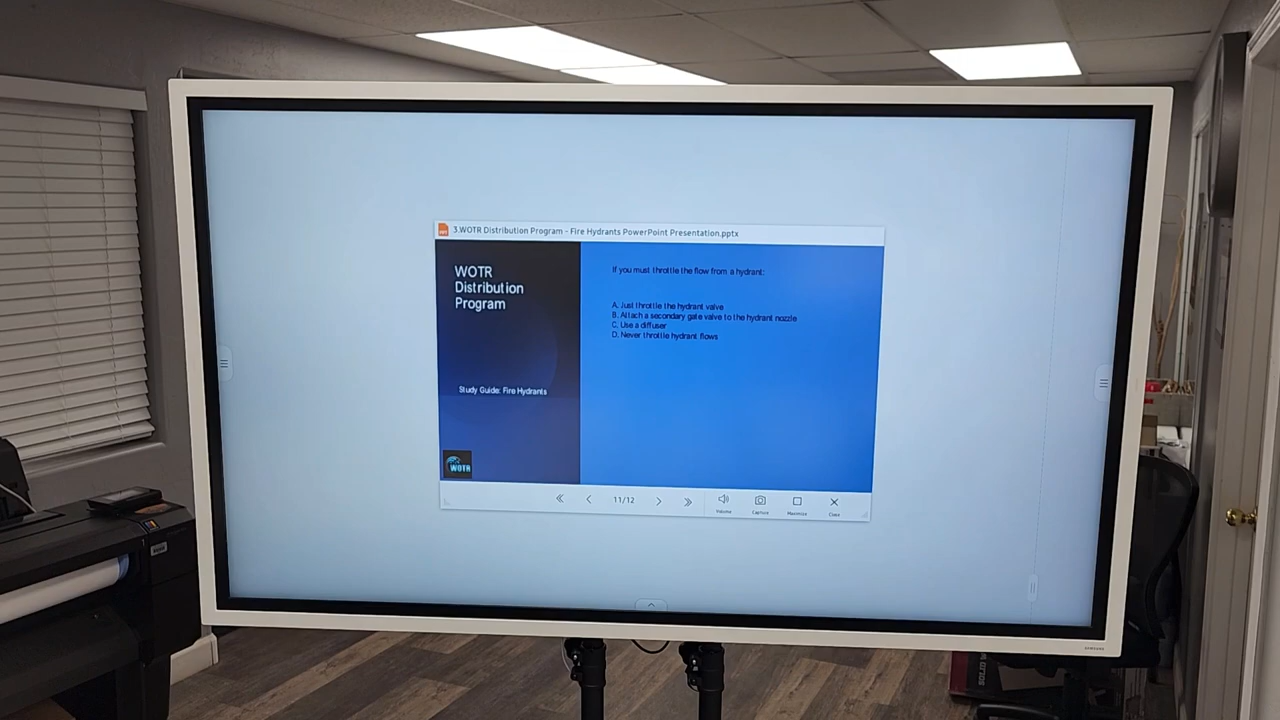 3.WOTR Distribution Program - Fire Hydrants PowerPoint Presentation.pptx
WOTR
Distribution
Program
Study Guide: Fire Hydrants
WOTR
If you must throttle the flow from a hydrant:
A. Just throttle the hydrant valve
B. Attach a secondary gate valve to the hydrant nozzle
C. Use a diffuser
D. Never throttle hydrant flows
11/12
Volume
Capture
Maximize
Close
SAMSUNG